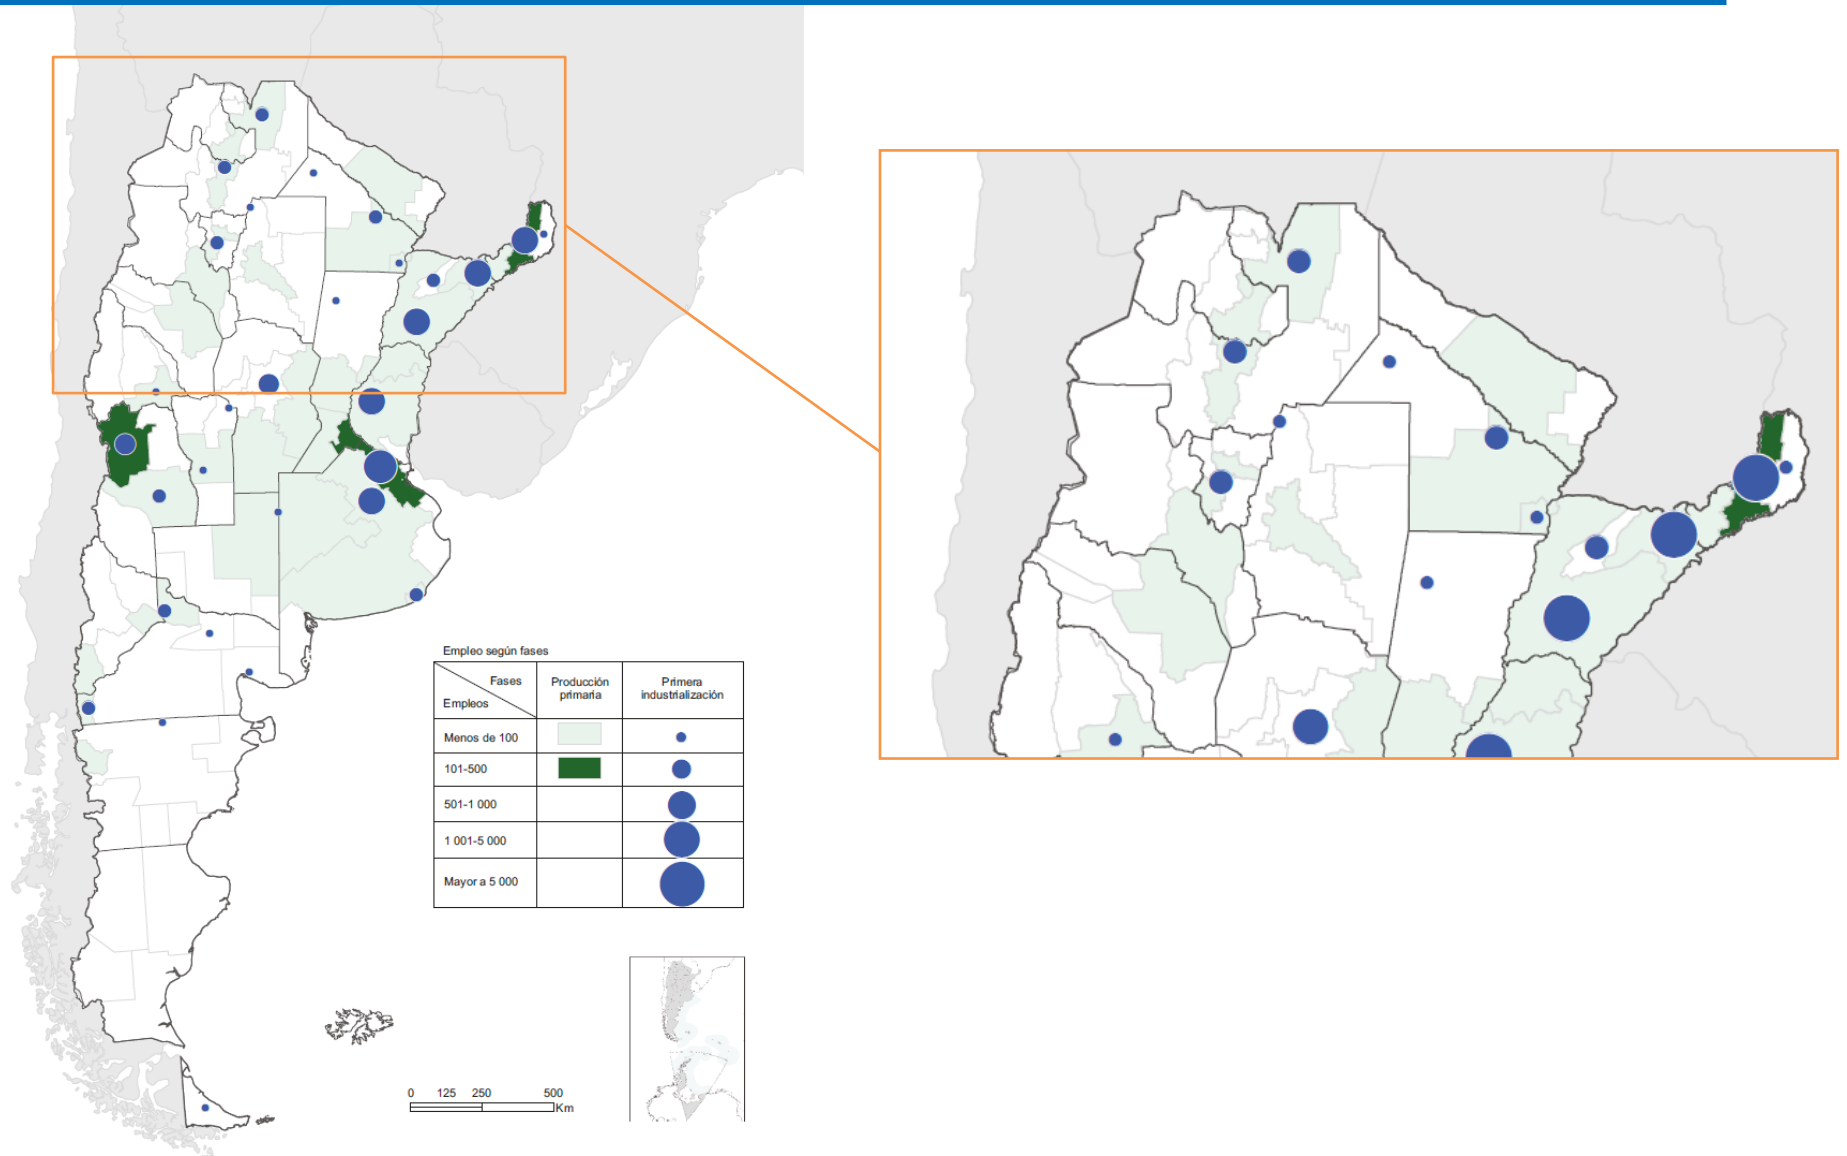 Empleo según fases
Fases
Empleos
Producción
primaria
Primera
industrialización
Menos de 100
101-500
501-1 000
1 001-5 000
Mayor a 5 000
0 125 250 500
Km